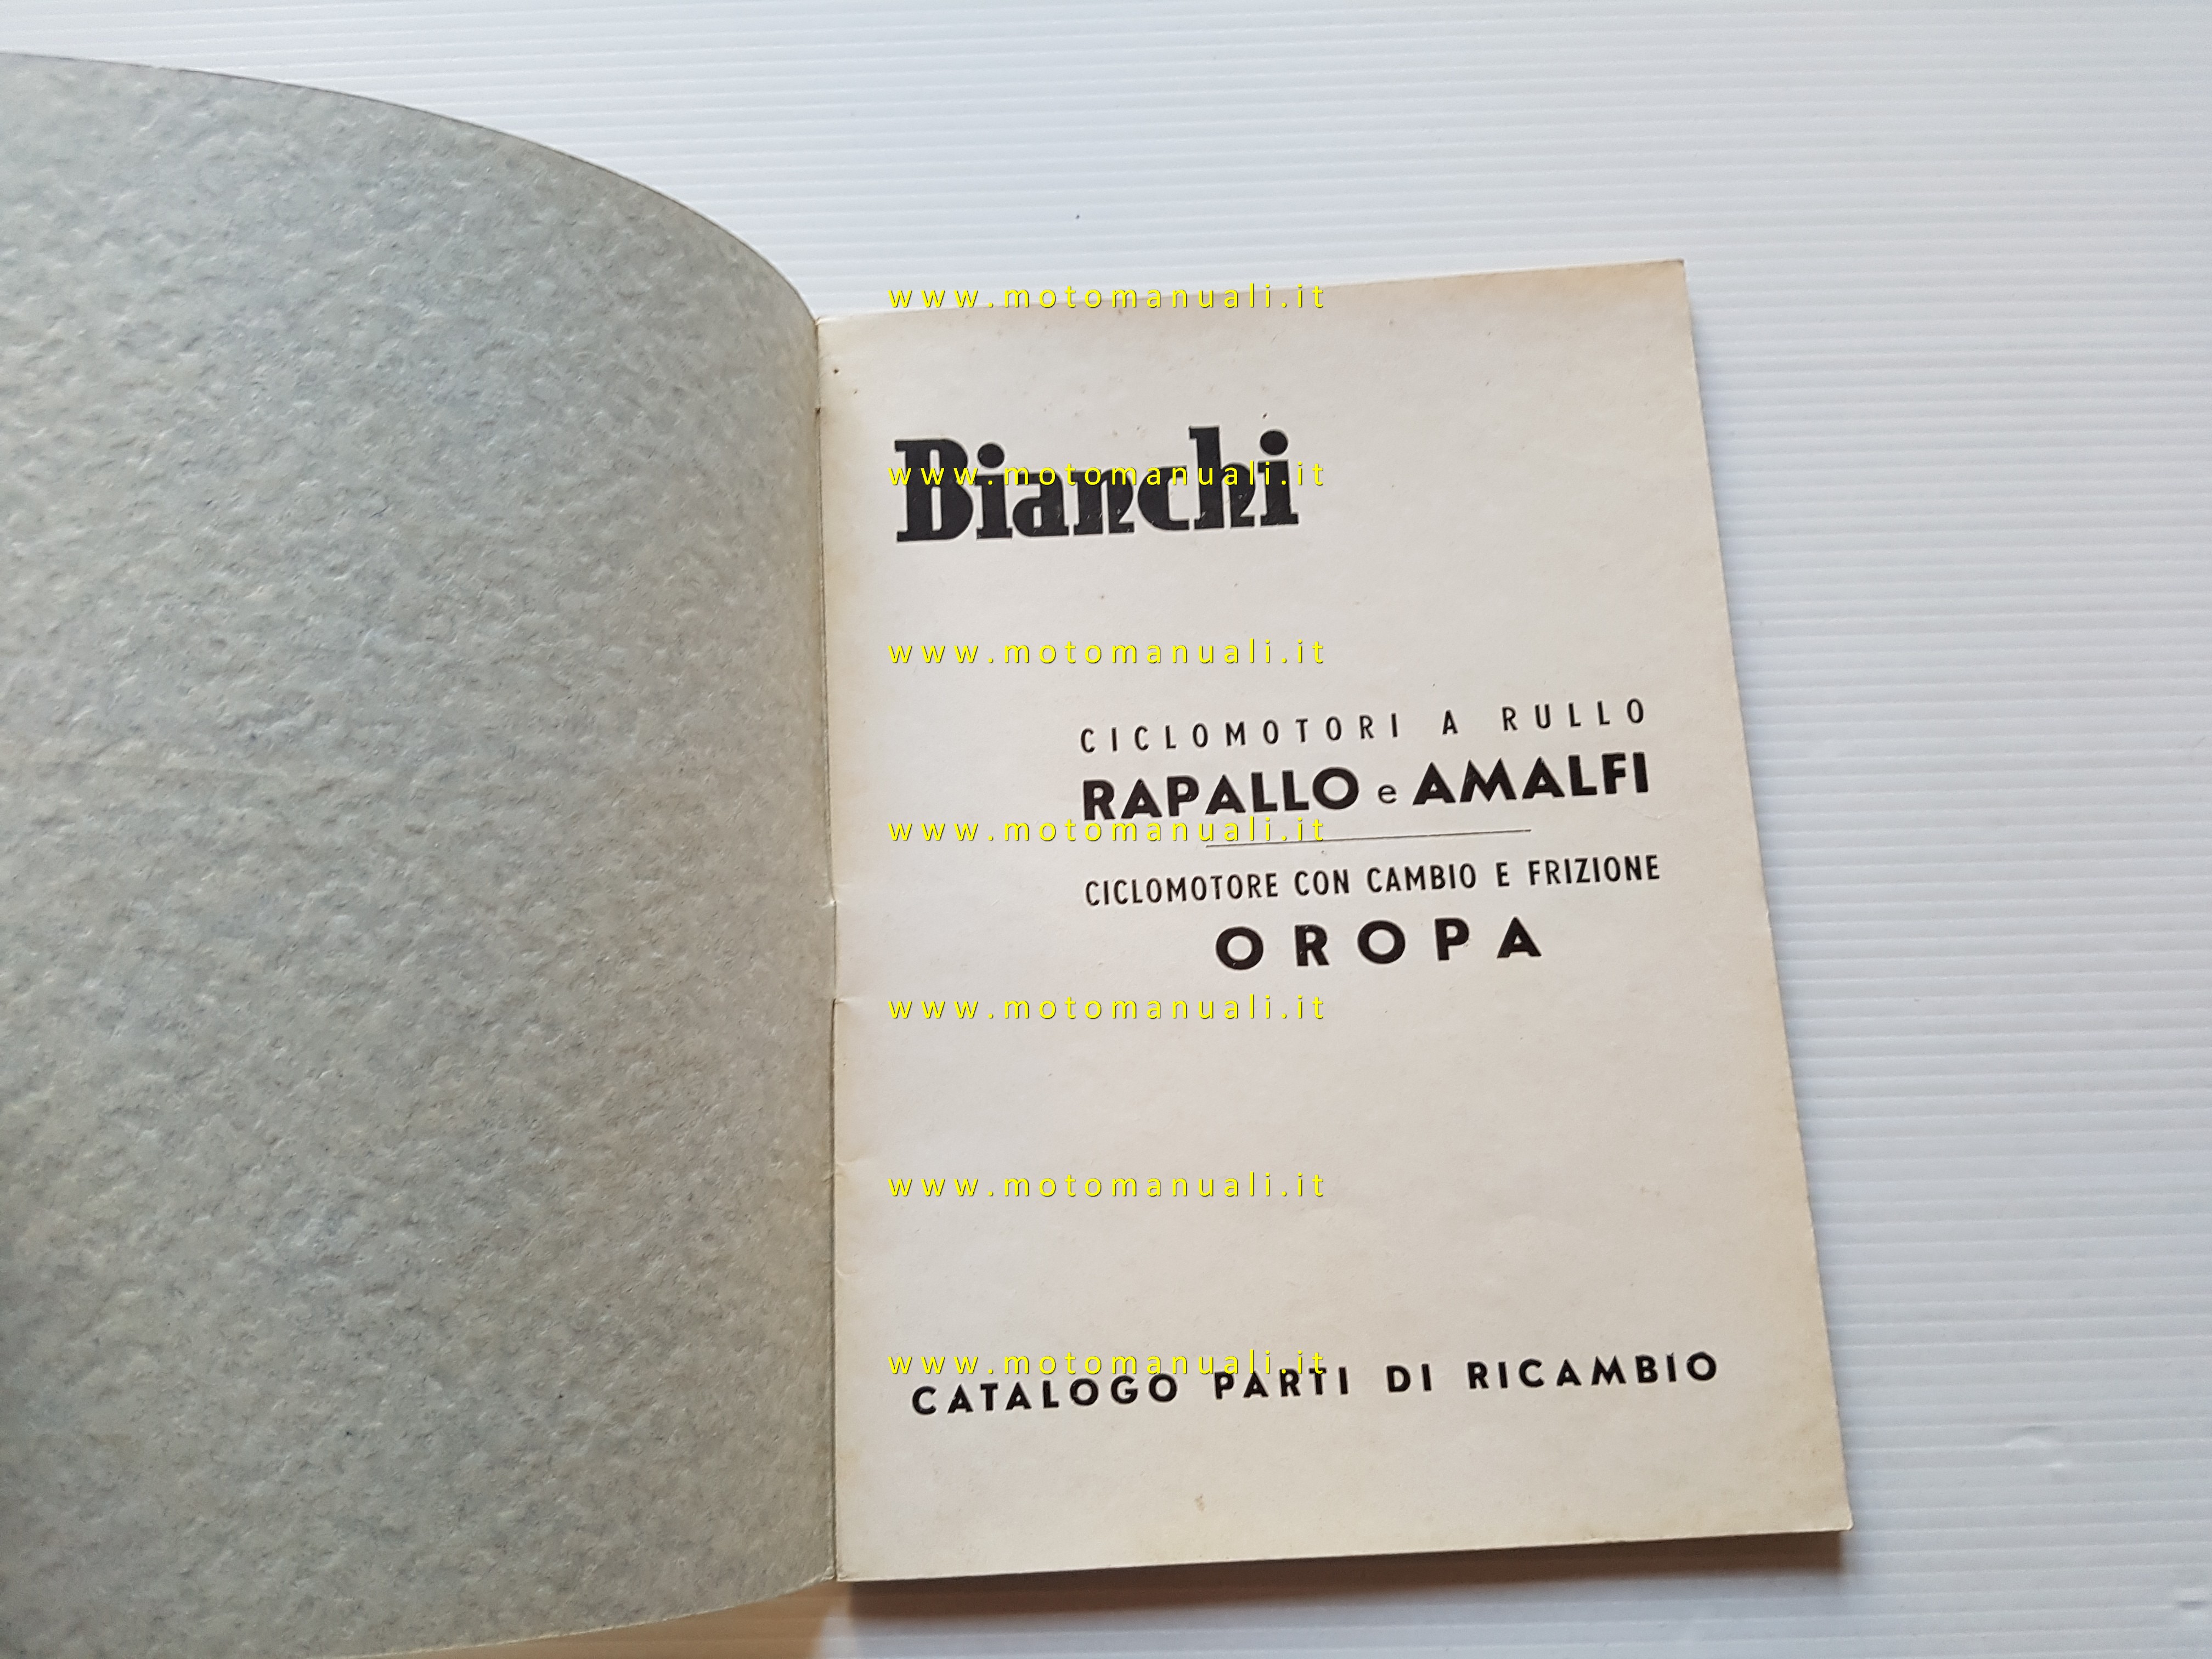 www.motomanuali.it
Bianchi
www.motomanuali.it
www.motomanuali.it
CICLOMOTORI A RULLO
RAPALLO e AMALFI
www.motomanuali.it
CICLOMOTORE CON CAMBIO E FRIZIONE
OROPA
www.motomanuali.it
www.motomanuali.it
www.motomanuali.it
CATALOGO PARTI DI RICAMBIO